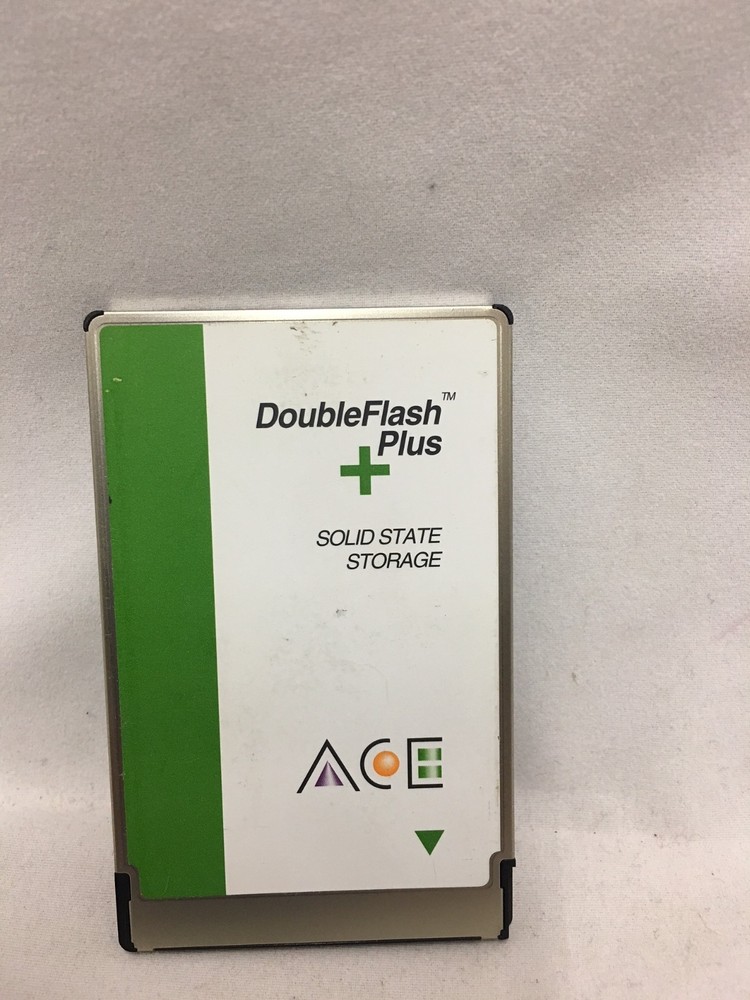 DoubleFlash™
Plus
+
SOLID STATE
STORAGE
ACE